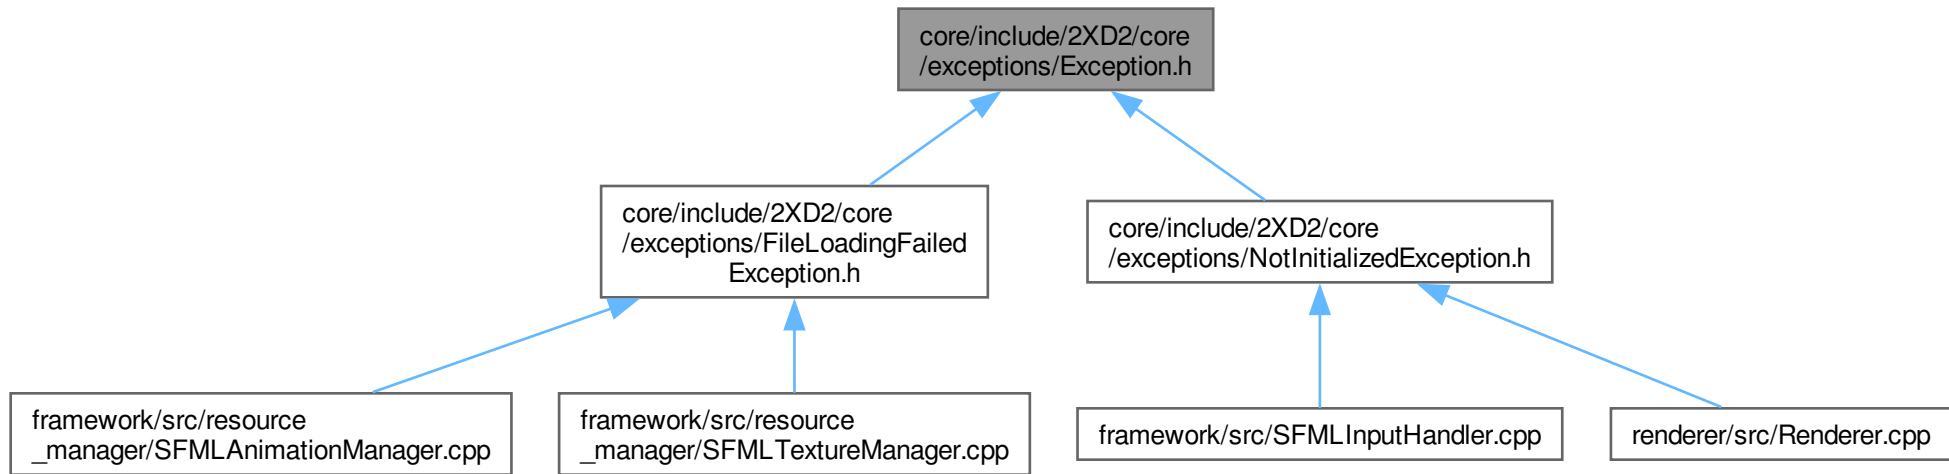 core/include/2XD2/core
/exceptions/Exception.h
core/include/2XD2/core
/exceptions/FileLoadingFailed
Exception.h
core/include/2XD2/core
/exceptions/NotInitializedException.h
framework/src/resource
_manager/SFMLAnimationManager.cpp
framework/src/resource
_manager/SFMLTextureManager.cpp
framework/src/SFMLInputHandler.cpp
renderer/src/Renderer.cpp